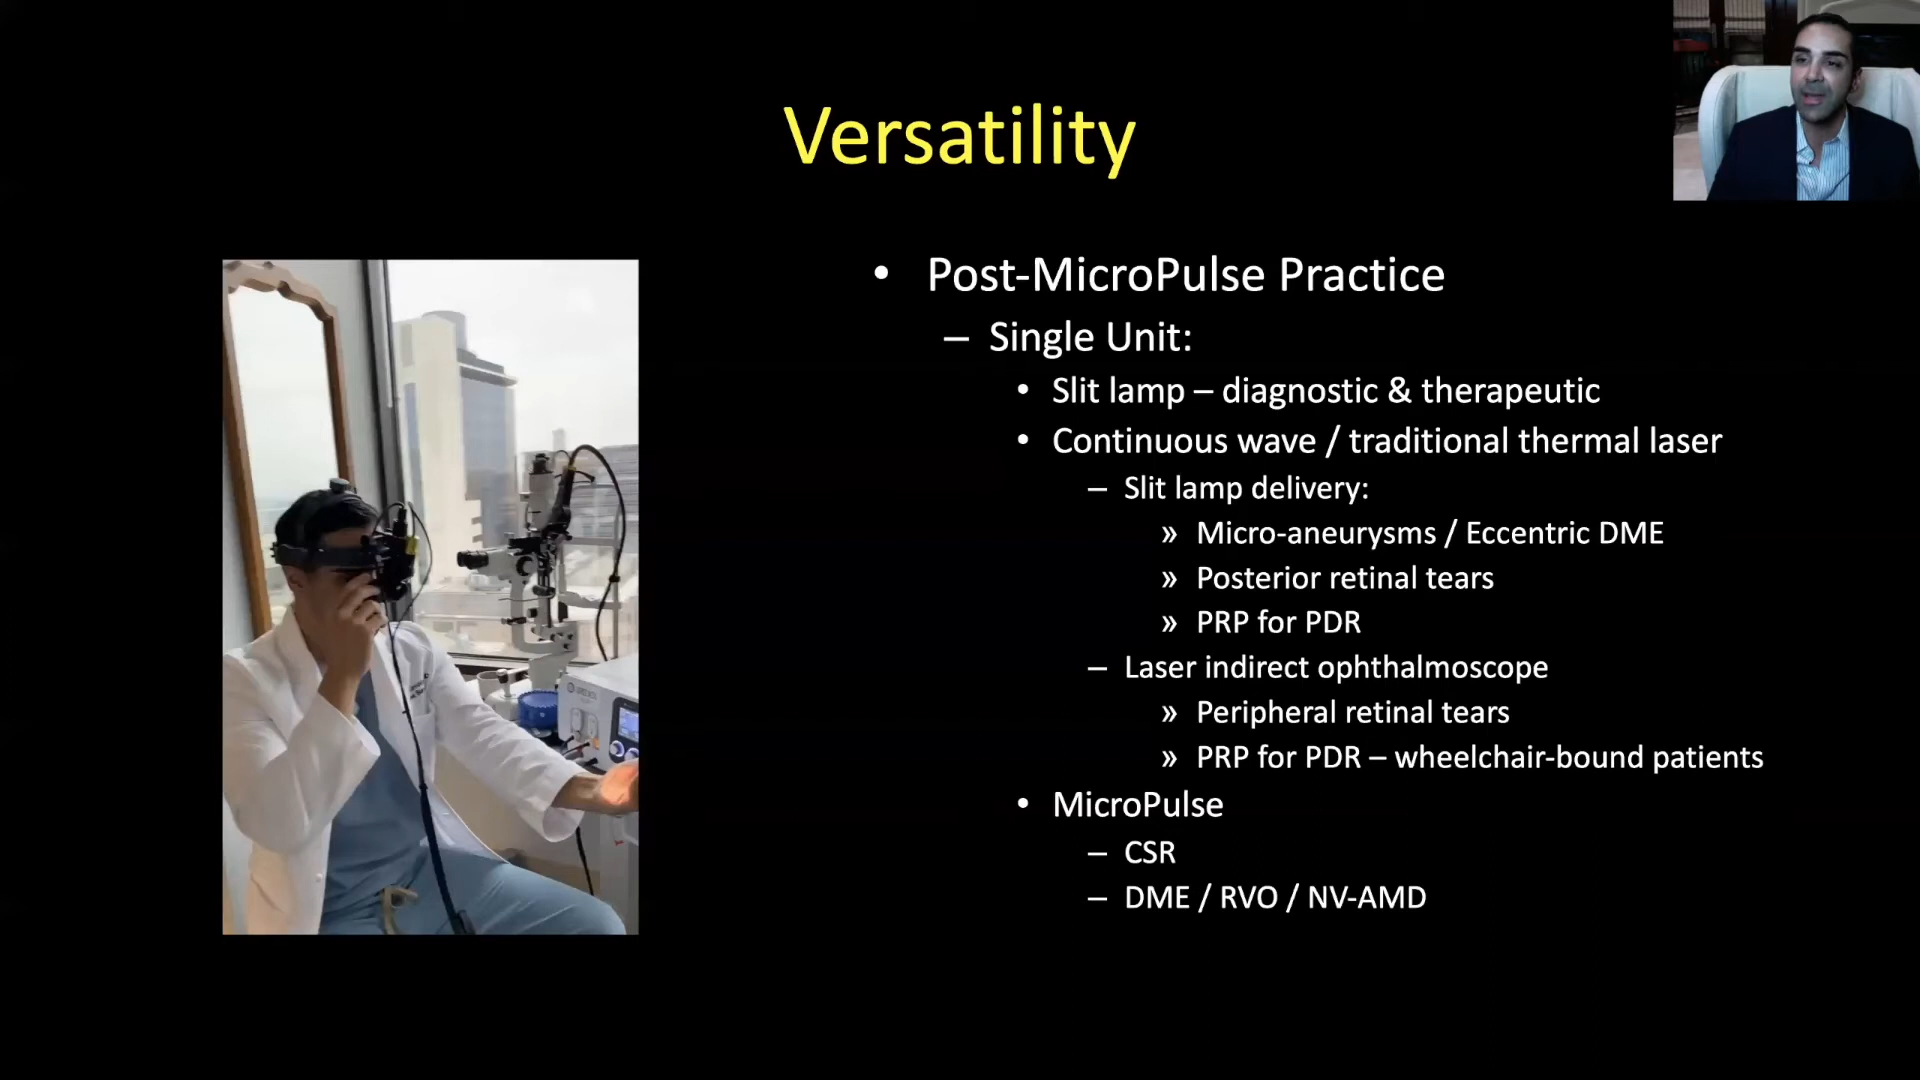 Versatility
• Post-MicroPulse Practice
– Single Unit:
• Slit lamp – diagnostic & therapeutic
• Continuous wave / traditional thermal laser
– Slit lamp delivery:
» Micro-aneurysms / Eccentric DME
» Posterior retinal tears
» PRP for PDR
– Laser indirect ophthalmoscope
» Peripheral retinal tears
» PRP for PDR – wheelchair-bound patients
• MicroPulse
– CSR
– DME / RVO / NV-AMD